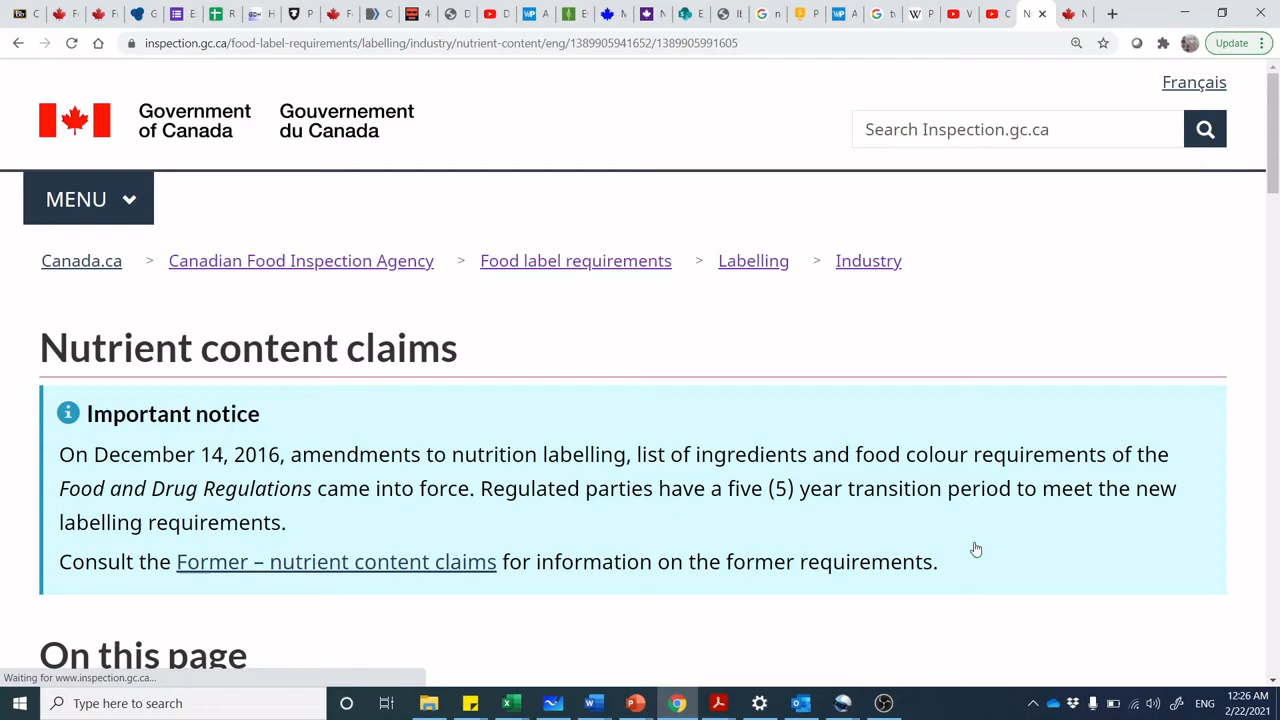 inspection.gc.ca/food-label-requirements/labelling/industry/nutrient-content/eng/1389905941652/1389905991605
Update
Français
Government of Canada
Gouvernement du Canada
Search Inspection.gc.ca
MENU
Canada.ca > Canadian Food Inspection Agency > Food label requirements > Labelling > Industry
Nutrient content claims
Important notice
On December 14, 2016, amendments to nutrition labelling, list of ingredients and food colour requirements of the
Food and Drug Regulations came into force. Regulated parties have a five (5) year transition period to meet the new
labelling requirements.
Consult the Former – nutrient content claims for information on the former requirements.
On this page
Waiting for www.inspection.gc.ca...
Type here to search
ENG
12:26 AM
2/22/2021